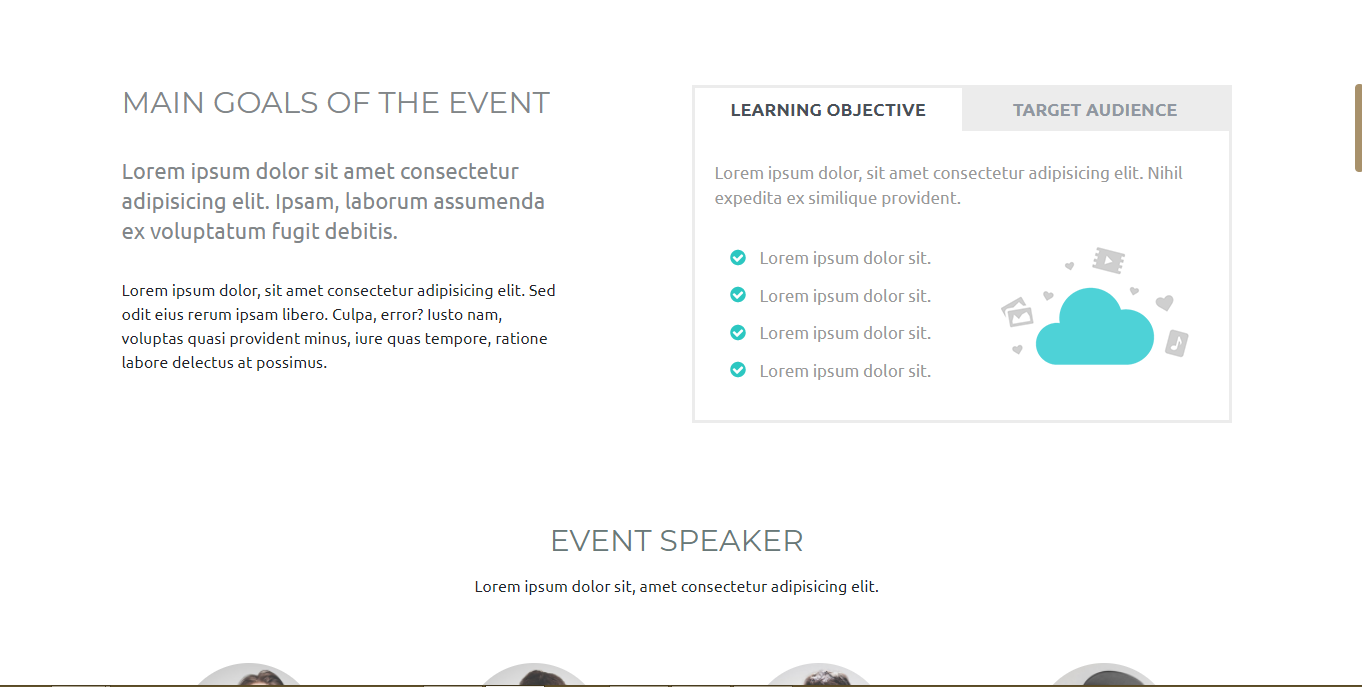 MAIN GOALS OF THE EVENT
Lorem ipsum dolor sit amet consectetur
adipisicing elit. Ipsam, laborum assumenda
ex voluptatum fugit debitis.
Lorem ipsum dolor, sit amet consectetur adipisicing elit. Sed
odit eius rerum ipsam libero. Culpa, error? Iusto nam,
voluptas quasi provident minus, iure quas tempore, ratione
labore delectus at possimus.
LEARNING OBJECTIVE
TARGET AUDIENCE
Lorem ipsum dolor, sit amet consectetur adipisicing elit. Nihil
expedita ex similique provident.
Lorem ipsum dolor sit.
Lorem ipsum dolor sit.
Lorem ipsum dolor sit.
Lorem ipsum dolor sit.
EVENT SPEAKER
Lorem ipsum dolor sit, amet consectetur adipisicing elit.